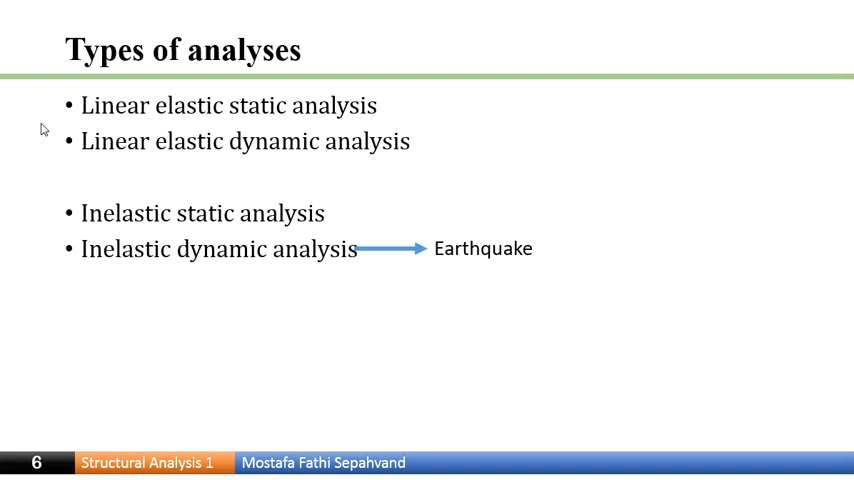 Types of analyses
• Linear elastic static analysis
• Linear elastic dynamic analysis
• Inelastic static analysis
• Inelastic dynamic analysis Earthquake
6 Structural Analysis 1 Mostafa Fathi Sepahvand